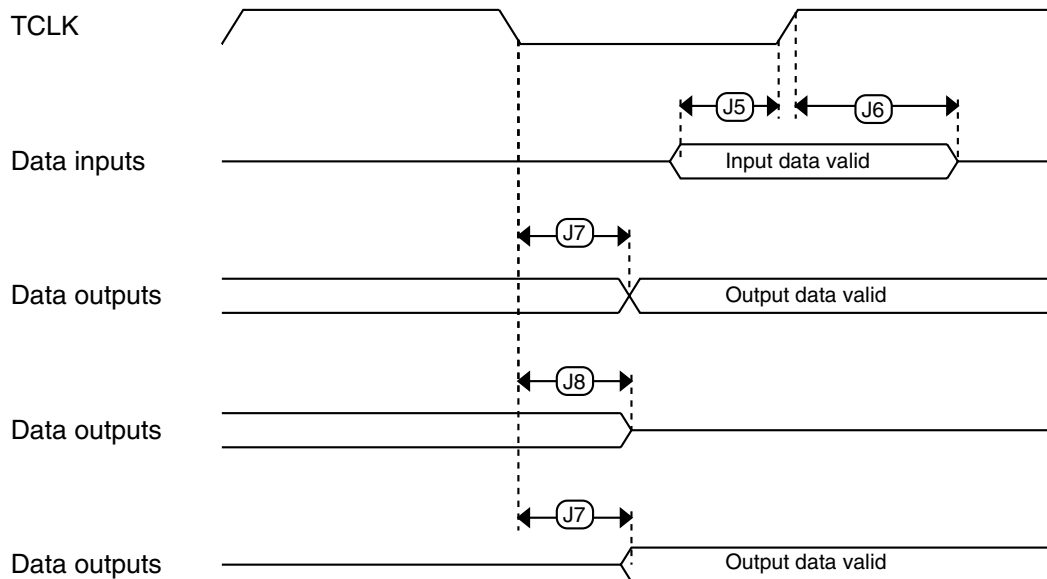 TCLK
J5
J6
Data inputs
Input data valid
J7
Data outputs
Output data valid
J8
Data outputs
J7
Data outputs
Output data valid